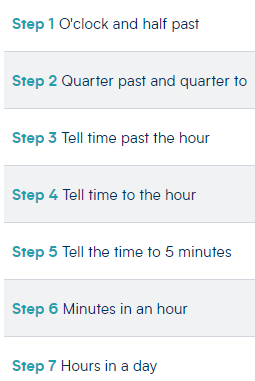 Step 1 O'clock and half past
Step 2 Quarter past and quarter to
Step 3 Tell time past the hour
Step 4 Tell time to the hour
Step 5 Tell the time to 5 minutes
Step 6 Minutes in an hour
Step 7 Hours in a day